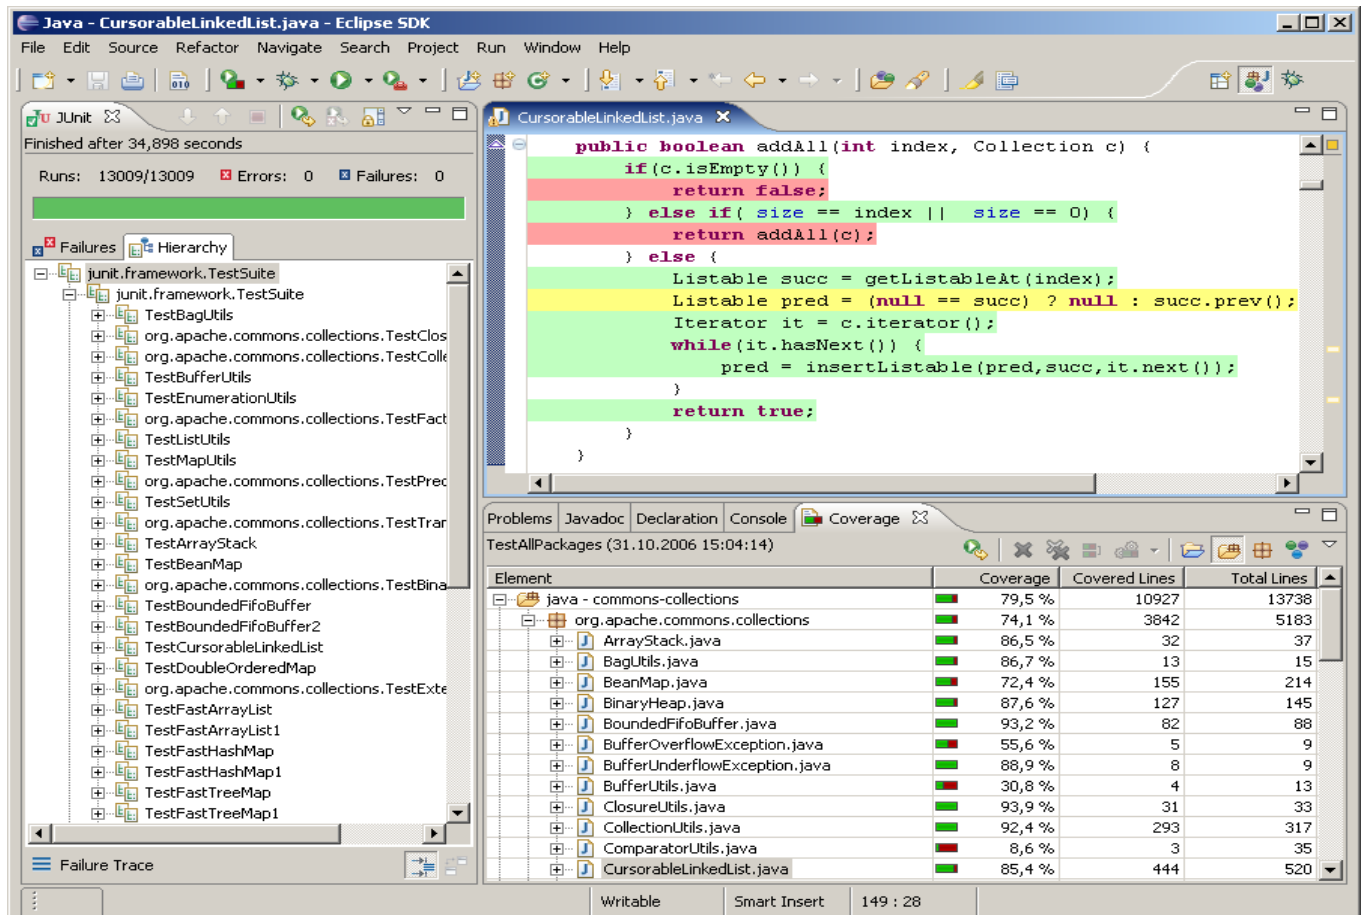 Java - CursorableLinkedList.java - Eclipse SDK
File Edit Source Refactor Navigate Search Project Run Window Help
JUnit
Finished after 34,898 seconds
Runs: 13009/13009 Errors: 0 Failures: 0
Failures Hierarchy
junit.framework.TestSuite
junit.framework.TestSuite
TestBagUtils
org.apache.commons.collections.TestClos
org.apache.commons.collections.TestColle
TestBufferUtils
TestEnumerationUtils
org.apache.commons.collections.TestFact
TestListUtils
TestMapUtils
org.apache.commons.collections.TestPred
TestSetUtils
org.apache.commons.collections.TestTrar
TestArrayStack
TestBeanMap
org.apache.commons.collections.TestBina
TestBoundedFifoBuffer
TestBoundedFifoBuffer2
TestCursorableLinkedList
TestDoubleOrderedMap
org.apache.commons.collections.TestExte
TestFastArrayList
TestFastArrayList1
TestFastHashMap
TestFastHashMap1
TestFastTreeMap
TestFastTreeMap1
Failure Trace
CursorableLinkedList.java
public boolean addAll(int index, Collection c) {
if(c.isEmpty()) {
return false;
} else if( size == index || size == 0) {
return addAll(c);
} else {
Listable succ = getListableAt(index);
Listable pred = (null == succ) ? null : succ.prev();
Iterator it = c.iterator();
while(it.hasNext()) {
pred = insertListable(pred,succ,it.next());
}
return true;
}
}
Problems Javadoc Declaration Console Coverage
TestAllPackages (31.10.2006 15:04:14)
Element Coverage Covered Lines Total Lines
java - commons-collections 79,5 % 10927 13738
org.apache.commons.collections 74,1 % 3842 5183
ArrayStack.java 86,5 % 32 37
BagUtils.java 86,7 % 13 15
BeanMap.java 72,4 % 155 214
BinaryHeap.java 87,6 % 127 145
BoundedFifoBuffer.java 93,2 % 82 88
BufferOverflowException.java 55,6 % 5 9
BufferUnderflowException.java 88,9 % 8 9
BufferUtils.java 30,8 % 4 13
ClosureUtils.java 93,9 % 31 33
CollectionUtils.java 92,4 % 293 317
ComparatorUtils.java 8,6 % 3 35
CursorableLinkedList.java 85,4 % 444 520
Writable Smart Insert 149 : 28